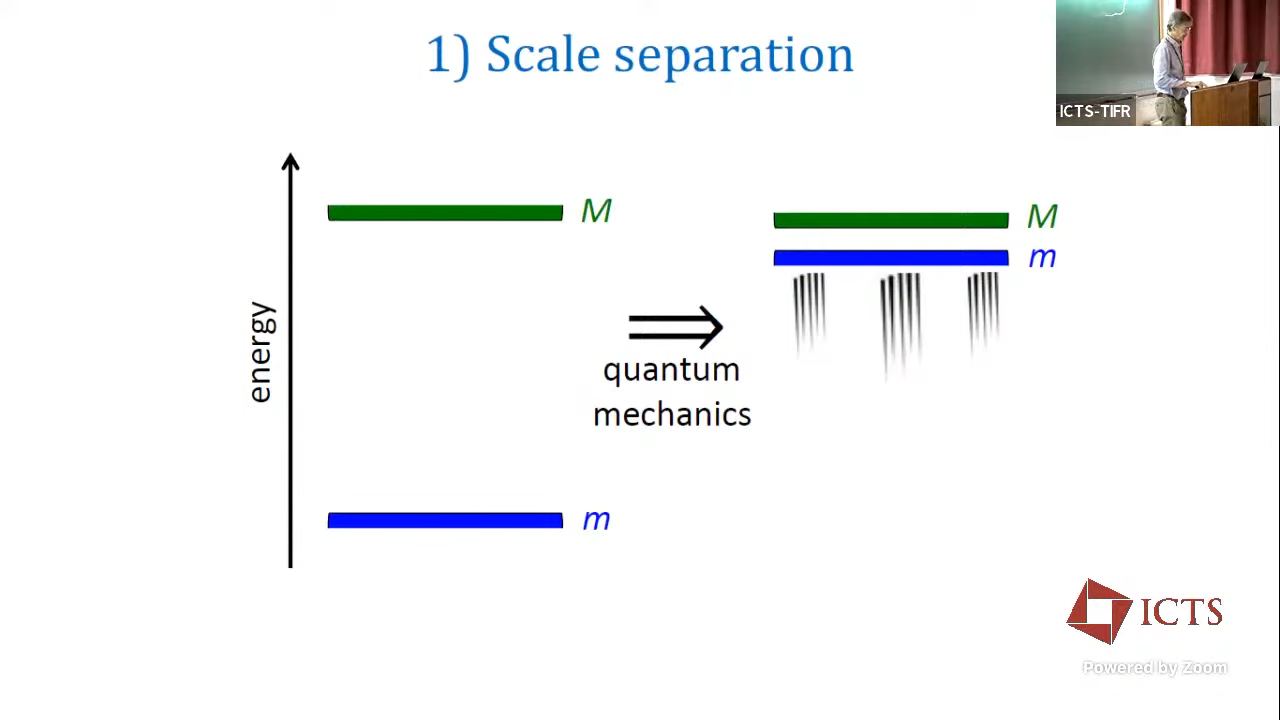 1) Scale separation
ICTS-TIFR
energy
M
m
quantum
mechanics
M
m
ICTS
Powered by Zoom